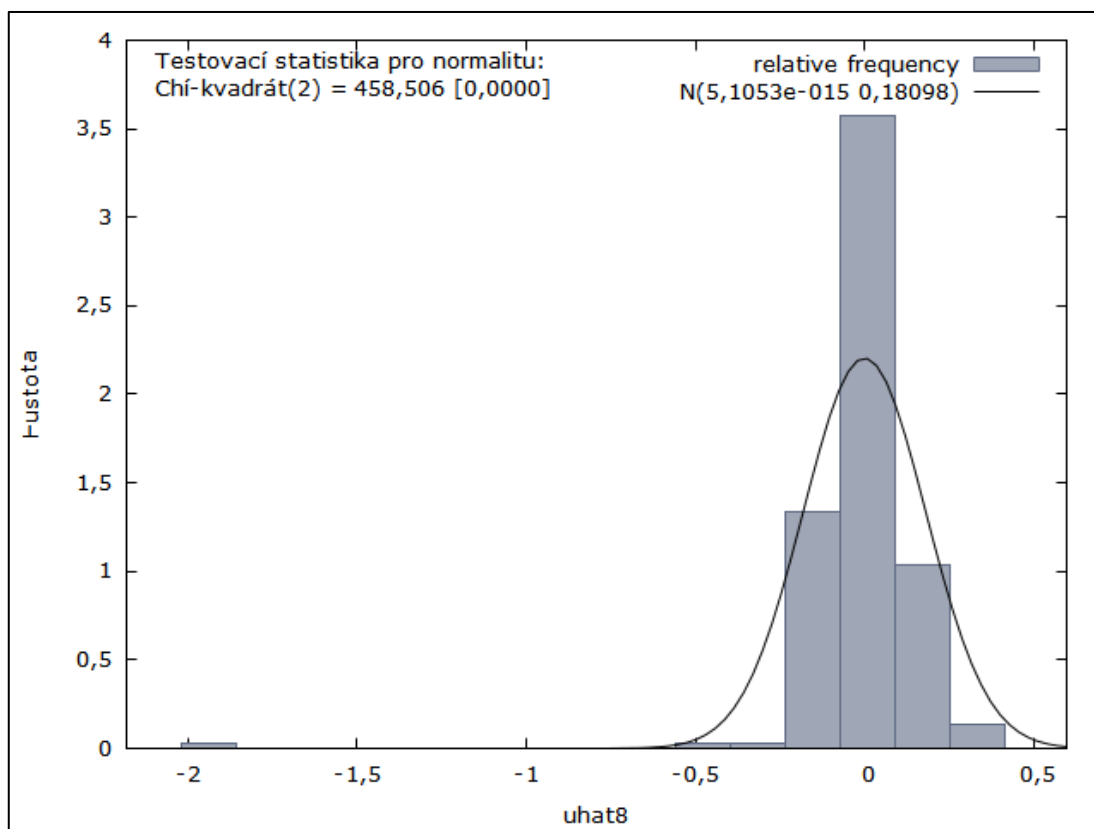 Testovací statistika pro normalitu:
Chí-kvadrát(2) = 458,506 [0,0000]
relative frequency
N(5,1053e-015 0,18098)
4
3,5
3
2,5
2
1,5
1
0,5
0
Hustota
-2
-1,5
-1
-0,5
0
0,5
uhat8